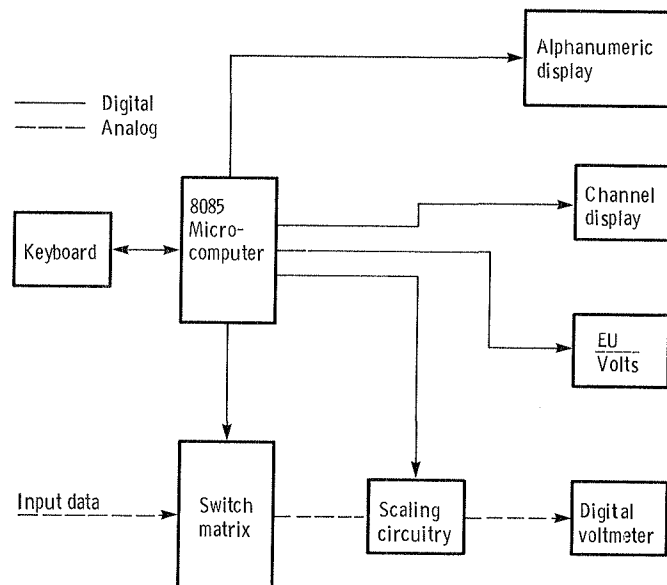 Alphanumeric
display
Digital
Analog
8085
Micro-
computer
Channel
display
Keyboard
EU
Volts
Input data
Switch
matrix
Scaling
circuitry
Digital
voltmeter